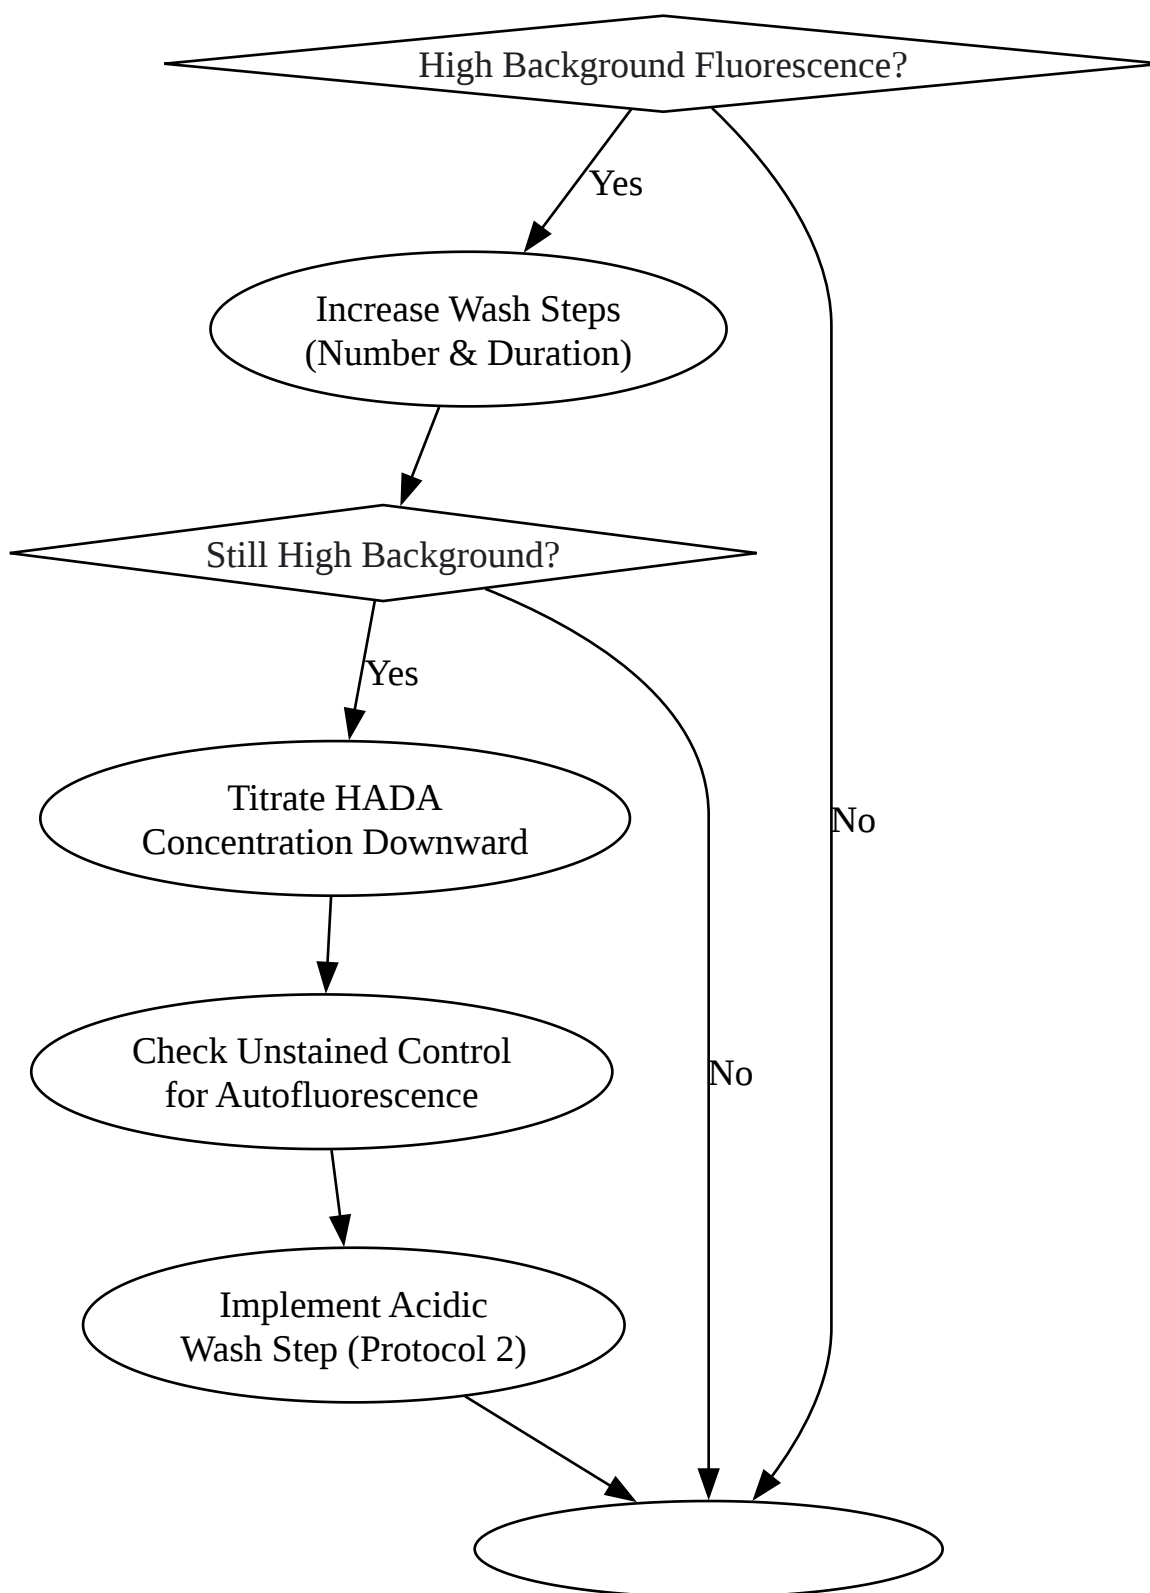 High Background Fluorescence?
Yes
Increase Wash Steps
(Number & Duration)
Still High Background?
Yes
Titrate HADA
Concentration Downward
No
Check Unstained Control
for Autofluorescence
No
Implement Acidic
Wash Step (Protocol 2)